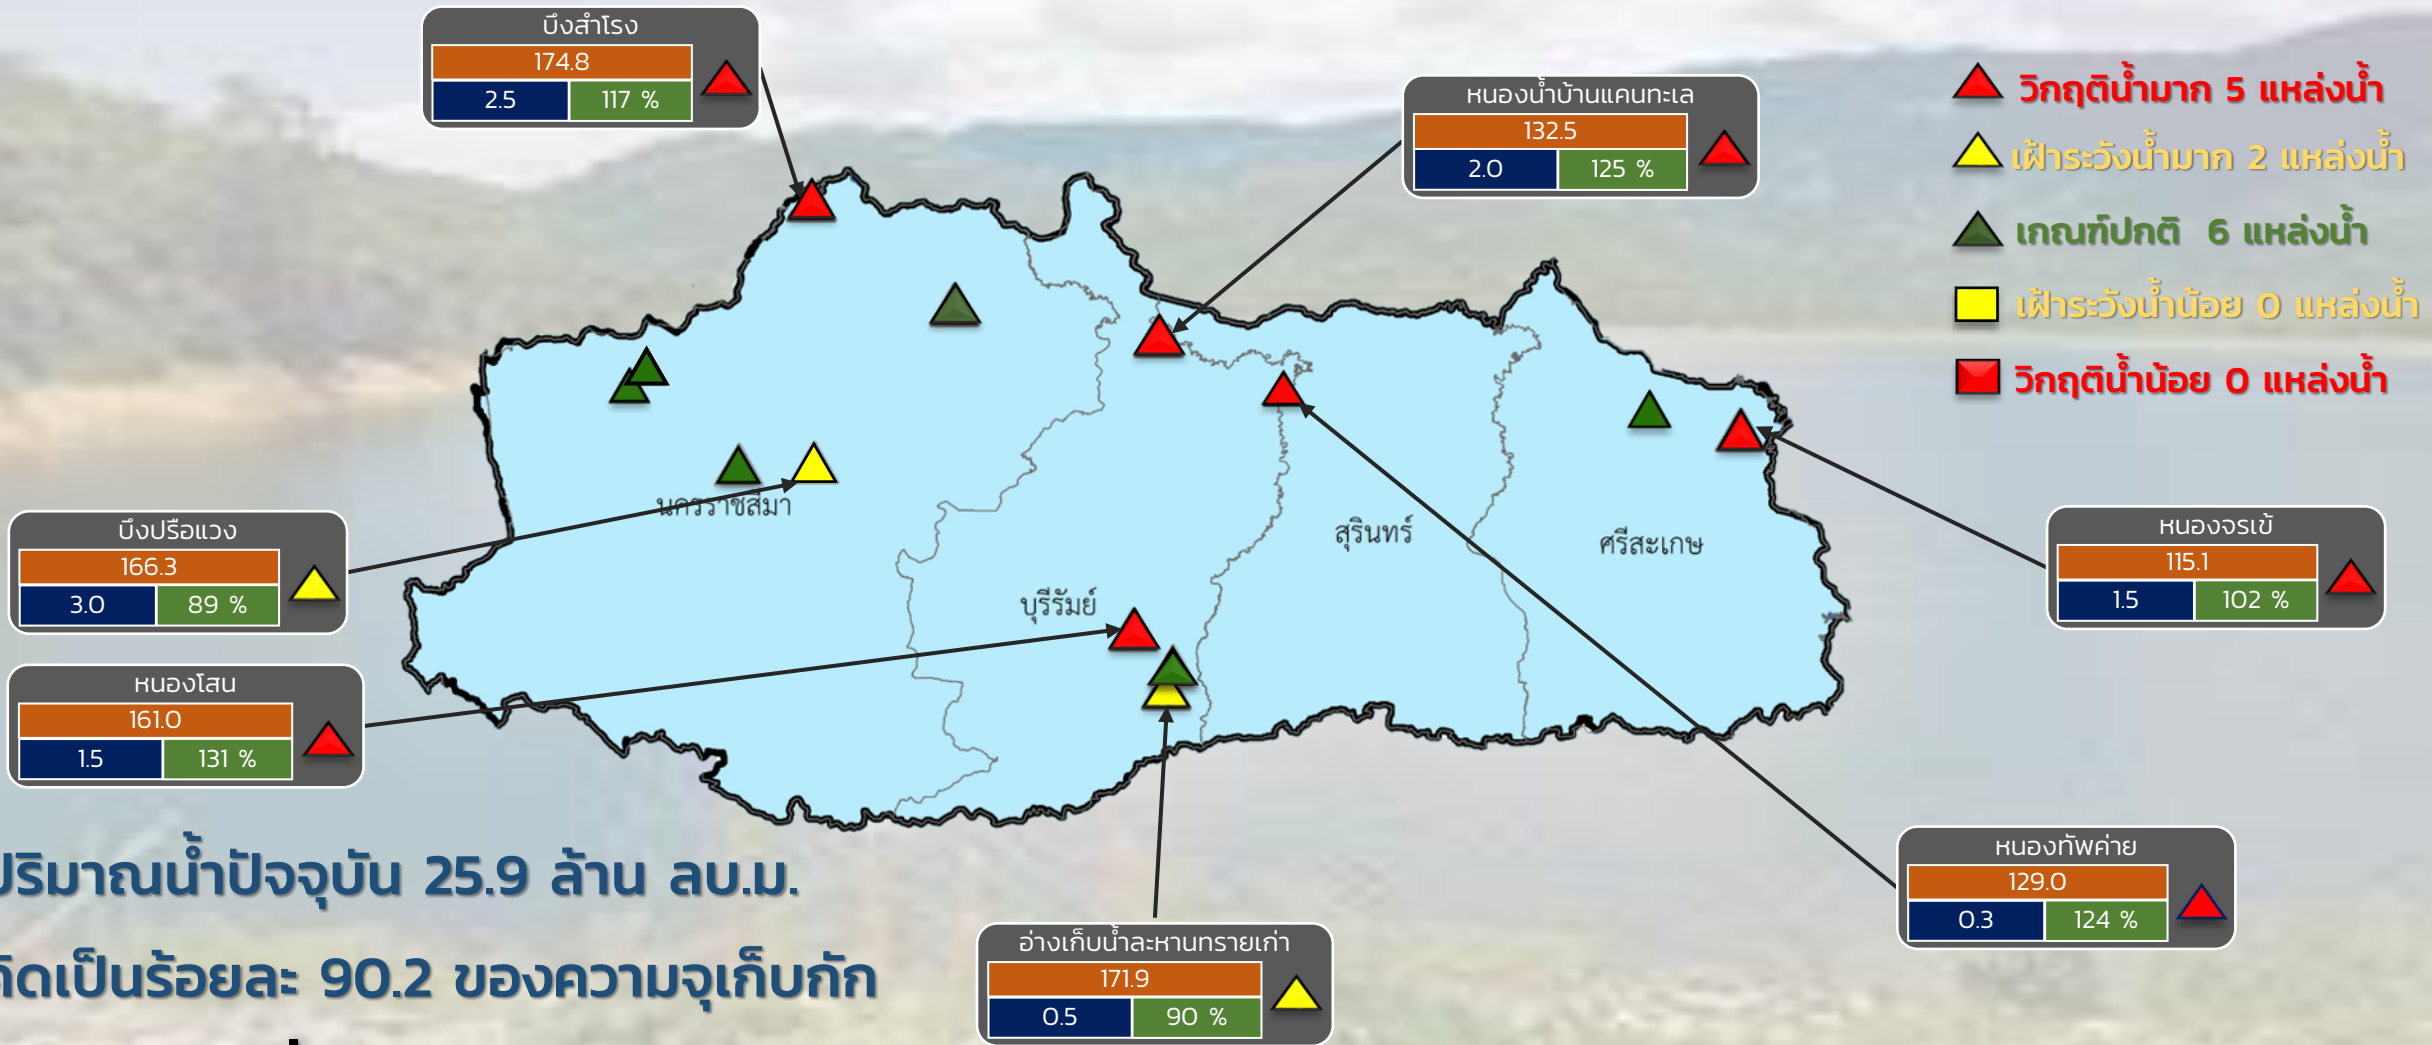 บึงสำโรง
174.8
2.5 117 %
หนองน้ำบ้านแคนทะเล
132.5
2.0 125 %
วิกฤติน้ำมาก 5 แหล่งน้ำ
เฝ้าระวังน้ำมาก 2 แหล่งน้ำ
เกณฑ์ปกติ 6 แหล่งน้ำ
เฝ้าระวังน้ำน้อย 0 แหล่งน้ำ
วิกฤติน้ำน้อย 0 แหล่งน้ำ
นครราชสีมา
บุรีรัมย์
สุรินทร์
ศรีสะเกษ
บึงปรือแวง
166.3
3.0 89 %
หนองโสน
161.0
1.5 131 %
หนองจรเข้
115.1
1.5 102 %
หนองทัพค่าย
129.0
0.3 124 %
อ่างเก็บน้ำละหานทรายเก่า
171.9
0.5 90 %
ปริมาณน้ำปัจจุบัน 25.9 ล้าน ลบ.ม.
คิดเป็นร้อยละ 90.2 ของความจุเก็บกัก